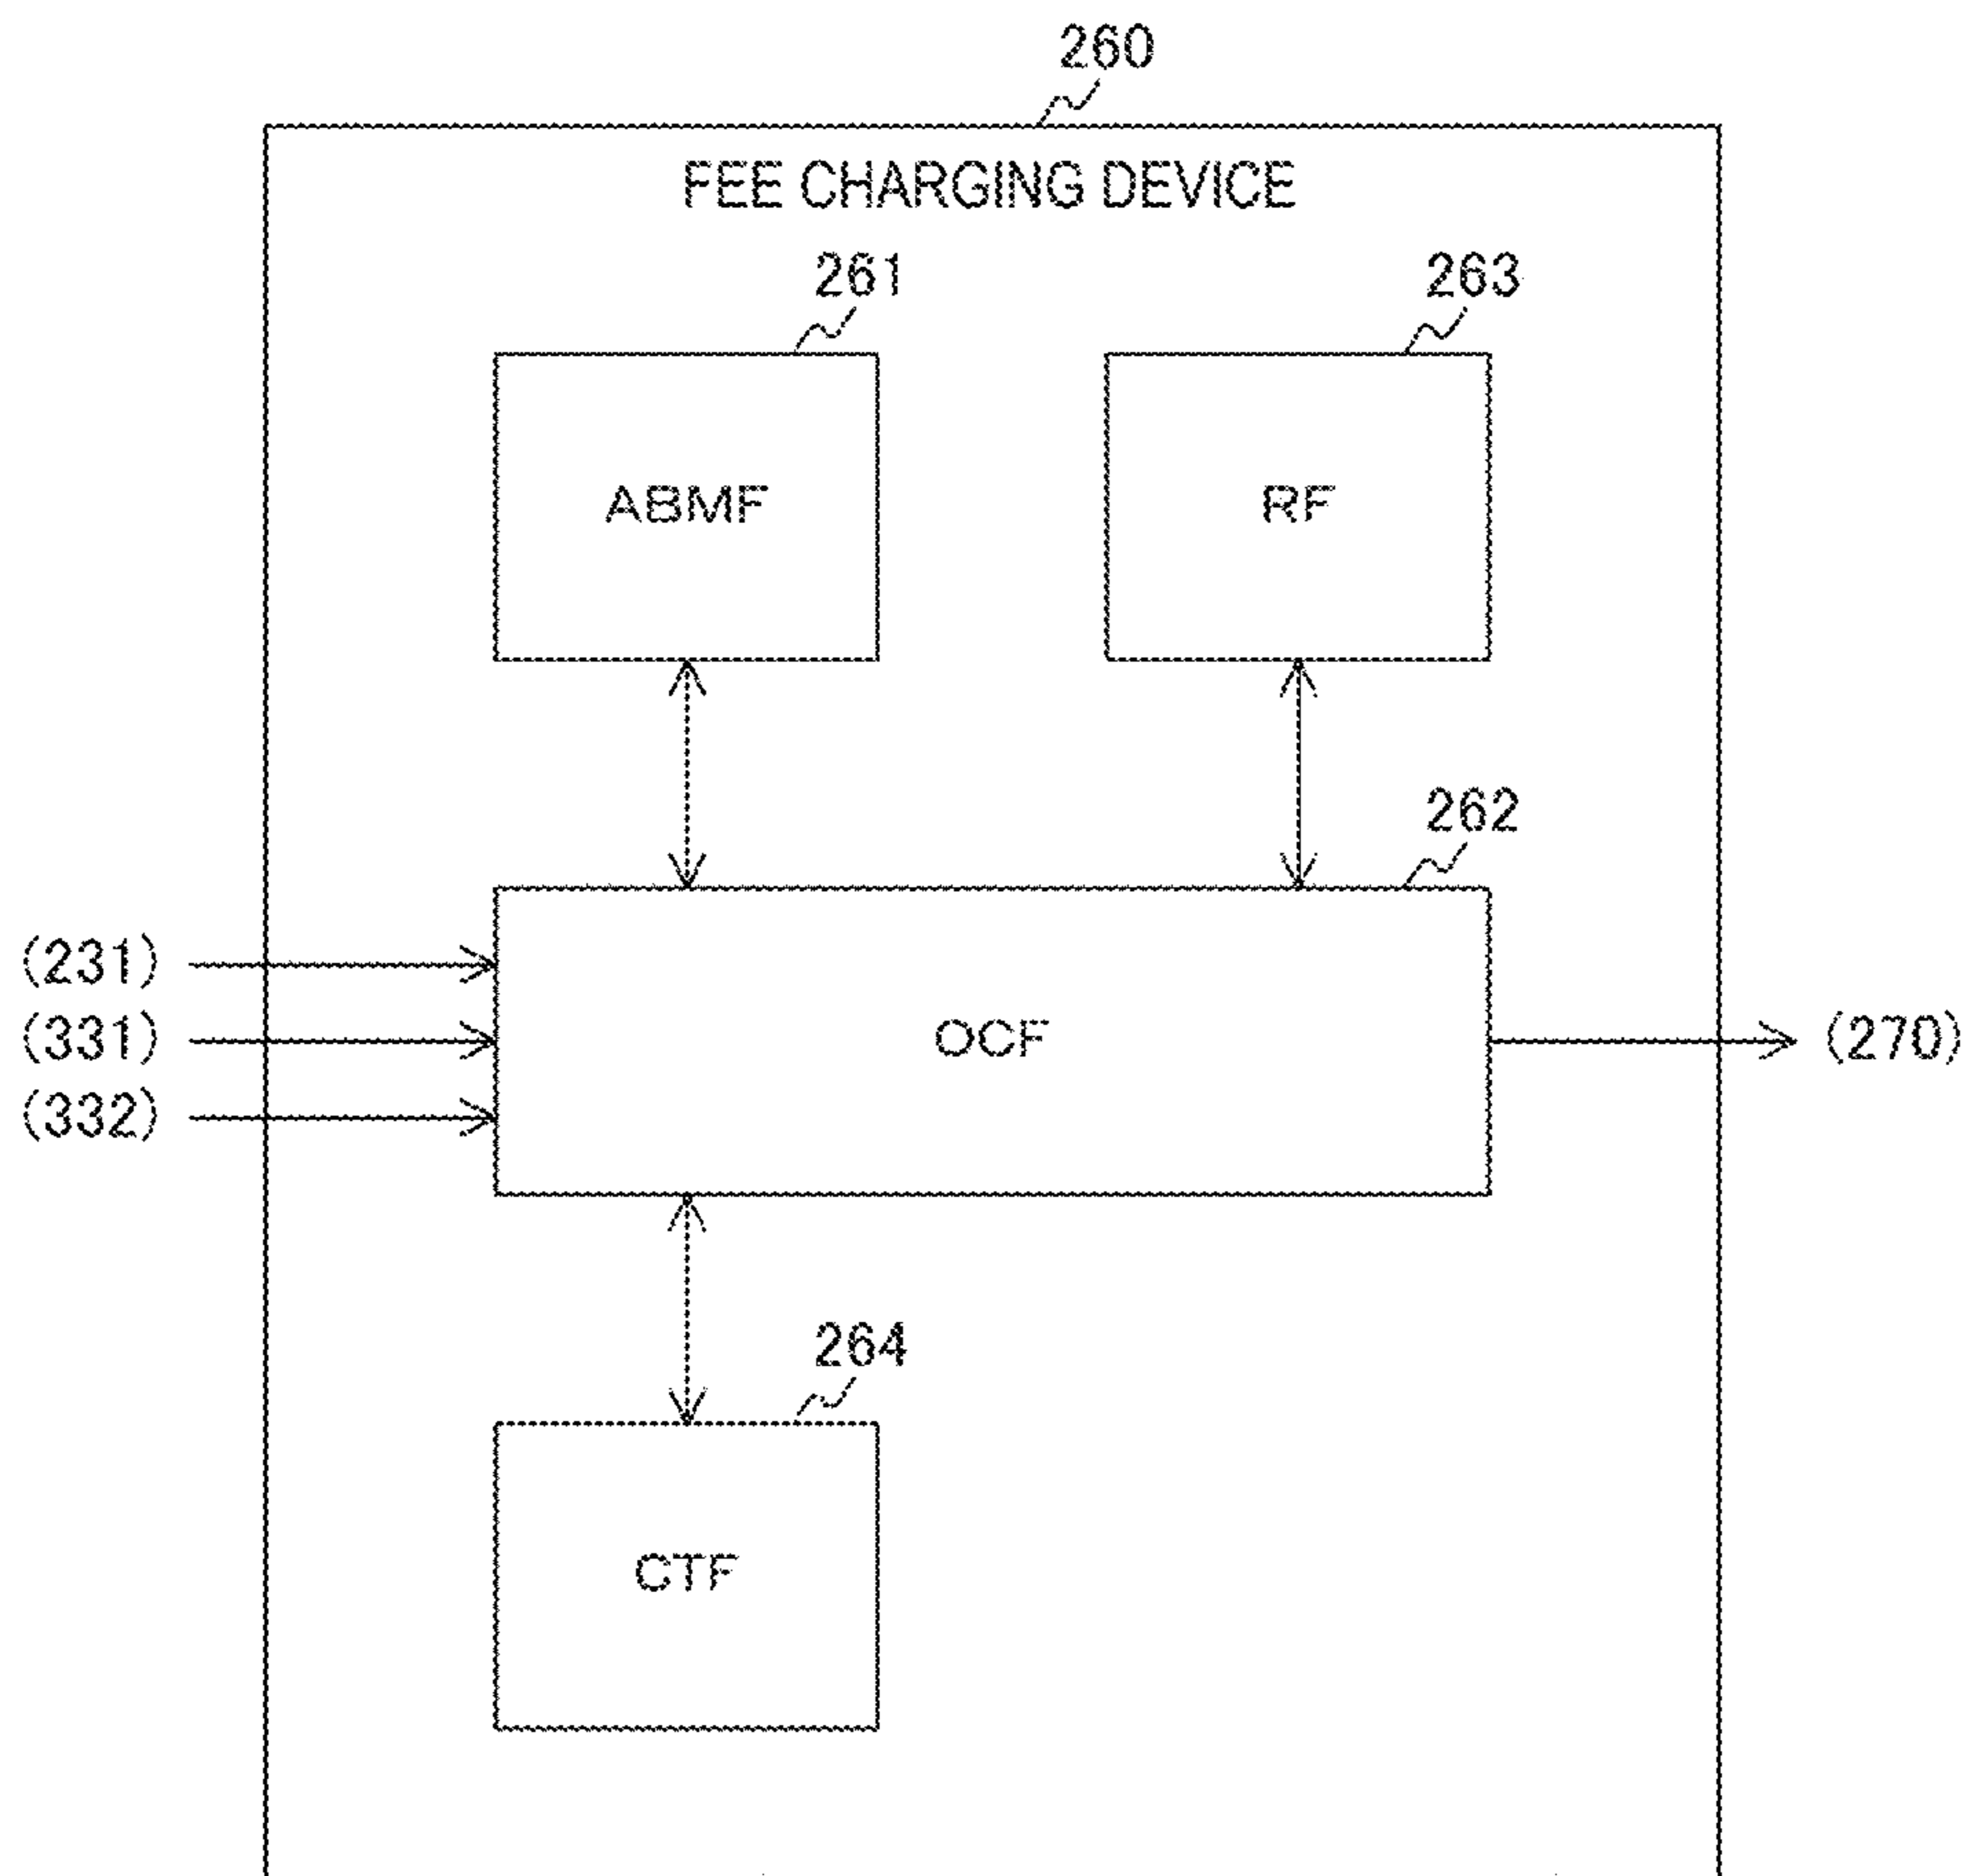 260
FEE CHARGING DEVICE
261
263
ABMF
RF
262
(231)
(331)
OCF
(270)
(332)
264
CTF